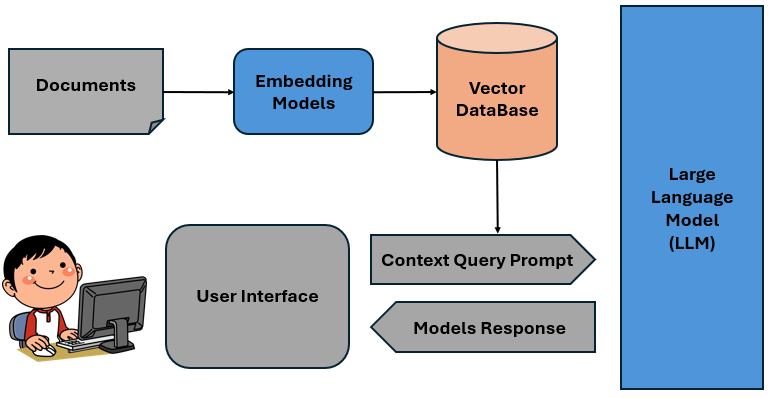 Documents
Embedding
Models
Vector
DataBase
Large
Language
Model
(LLM)
Context Query Prompt
User Interface
Models Response